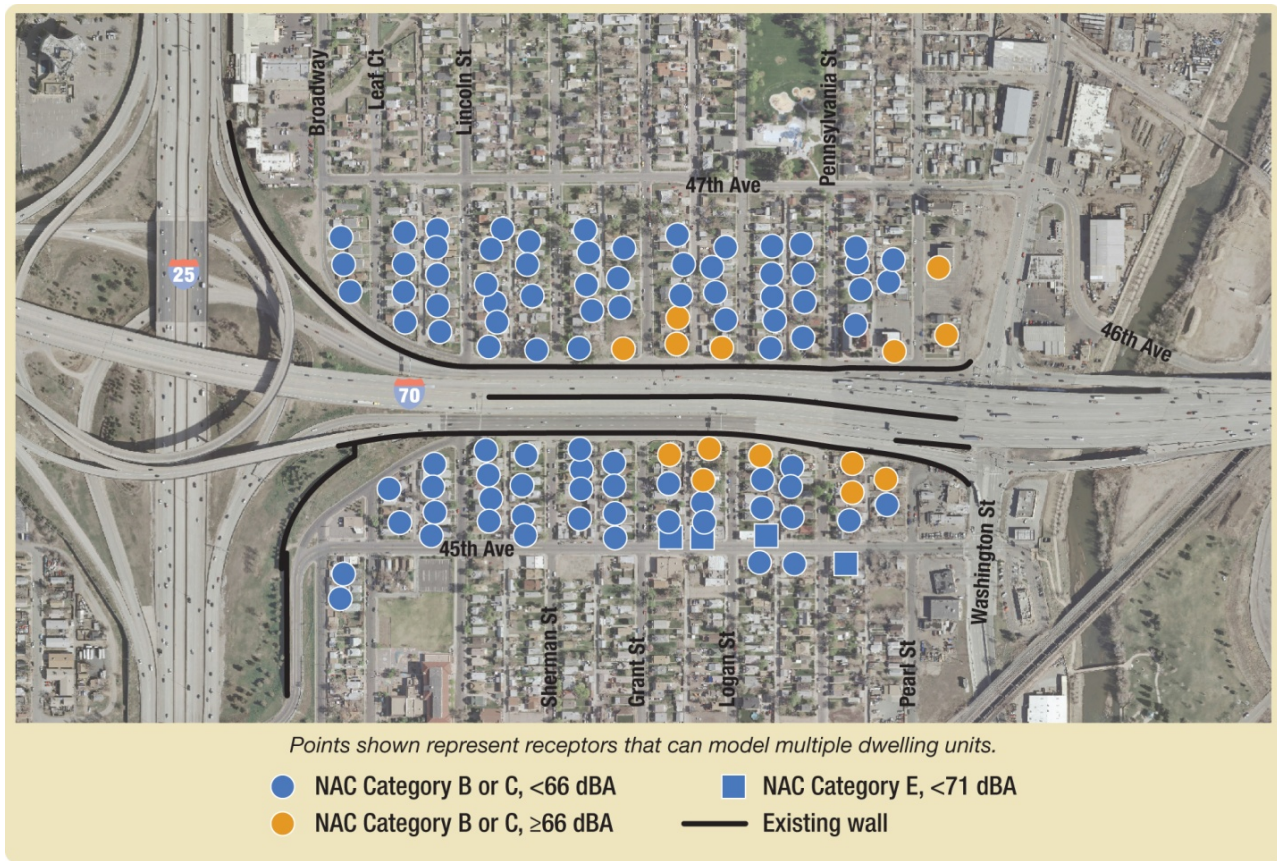 Broadway
Leaf Ct
Lincoln St
Pennsylvania St
47th Ave
25
46th Ave
70
45th Ave
Washington St
Sherman St
Grant St
Logan St
Pearl St
Points shown represent receptors that can model multiple dwelling units.
NAC Category B or C, <66 dBA
NAC Category E, <71 dBA
NAC Category B or C, ≥66 dBA
Existing wall